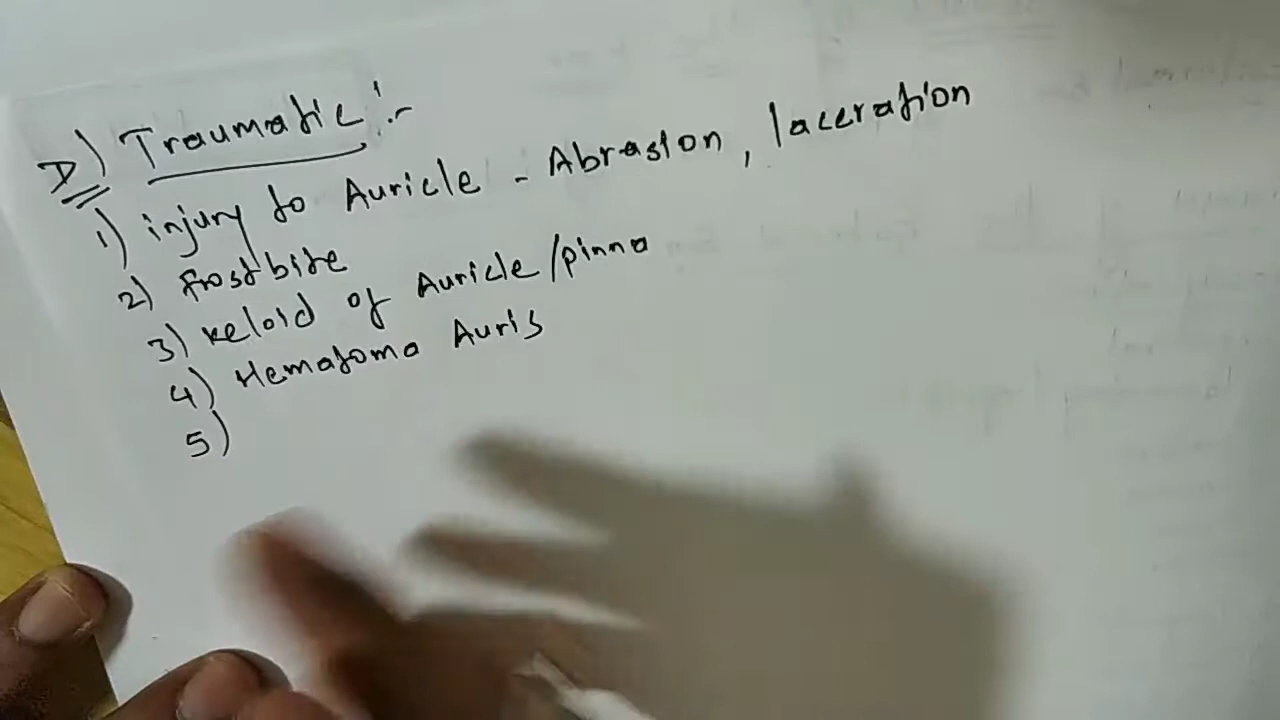 D) Traumatic :-
1) injury to Auricle - Abrasion, laceration
2) frostbite
3) keloid of Auricle/pinna
4) Hematoma Auris
5)